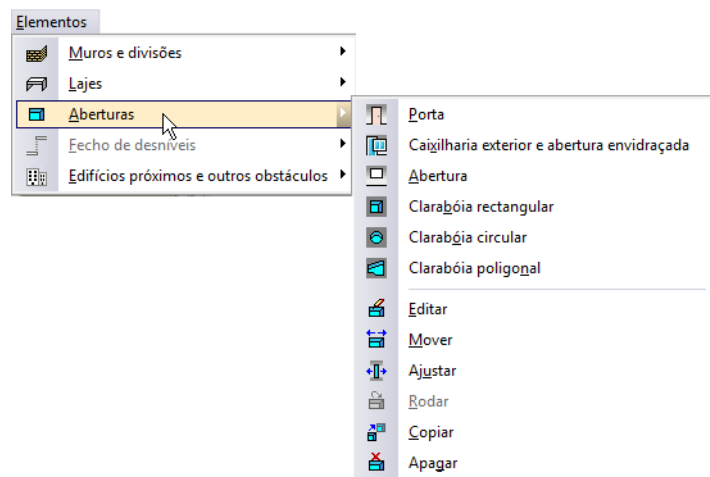 Elementos
Muros e divisões
Lajes
Aberturas
Fecho de desníveis
Edifícios próximos e outros obstáculos
Porta
Caixilharia exterior e abertura envidraçada
Abertura
Clarabóia rectangular
Clarabóia circular
Clarabóia poligonal
Editar
Mover
Ajustar
Rodar
Copiar
Apagar